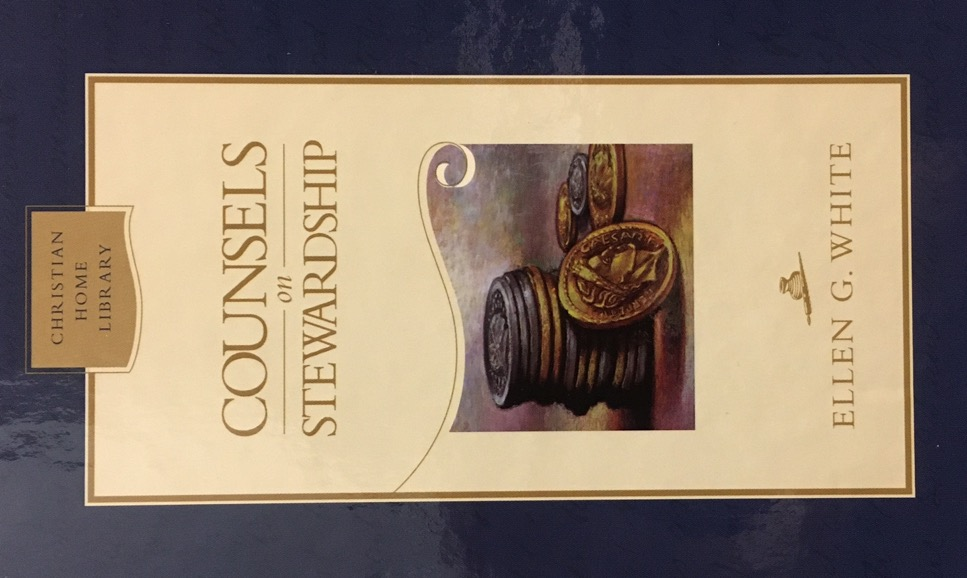 CHRISTIAN
HOME
LIBRARY
COUNSELS
on
STEWARDSHIP
ELLEN G. WHITE